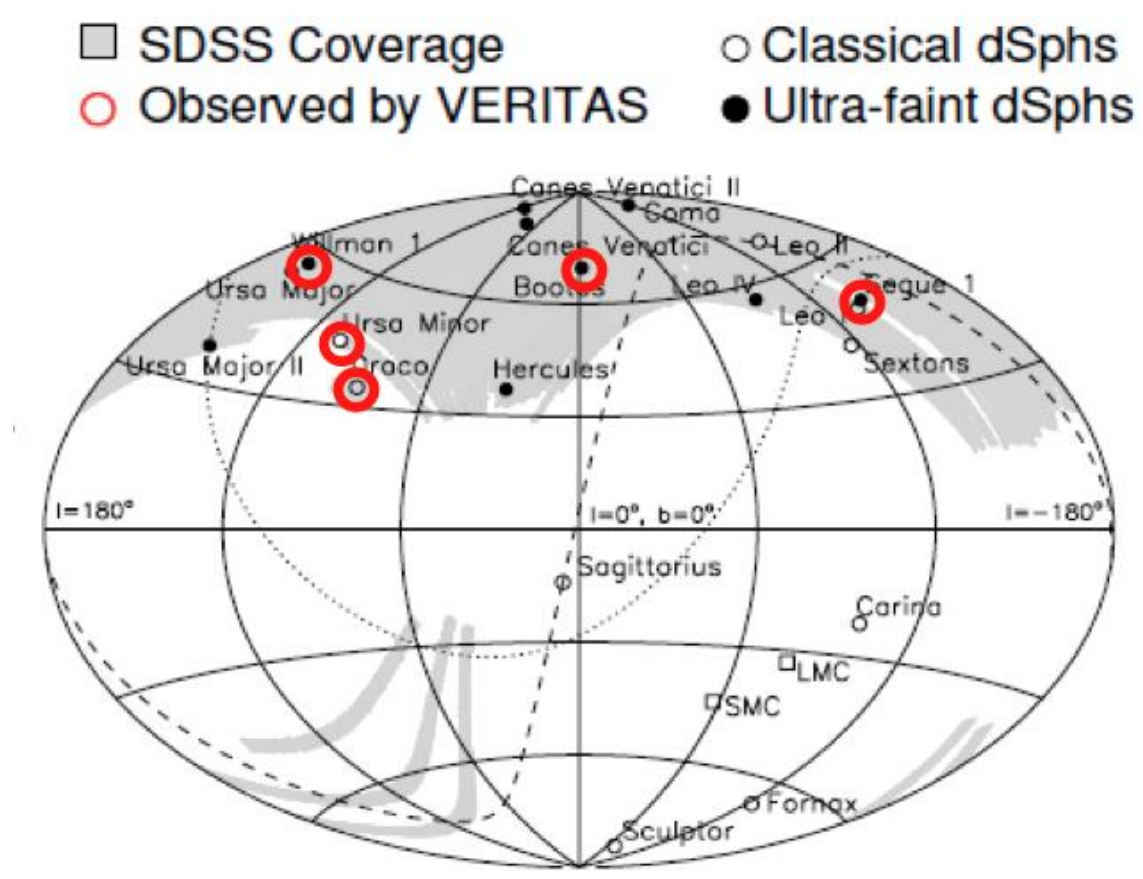 SDSS Coverage
Classical dSphs
Observed by VERITAS
Ultra-faint dSphs
Canes Venatici II
Coma
Willman 1
Canes Venatici
Leo II
Ursa Major
Bootes
Leo IV
Segue 1
Leo I
Ursa Minor
Sextans
Ursa Major II
Draco
Hercules
l=180°
l=0°, b=0°
l=-180°
Sagittarius
Carina
LMC
SMC
Fornax
Sculptor